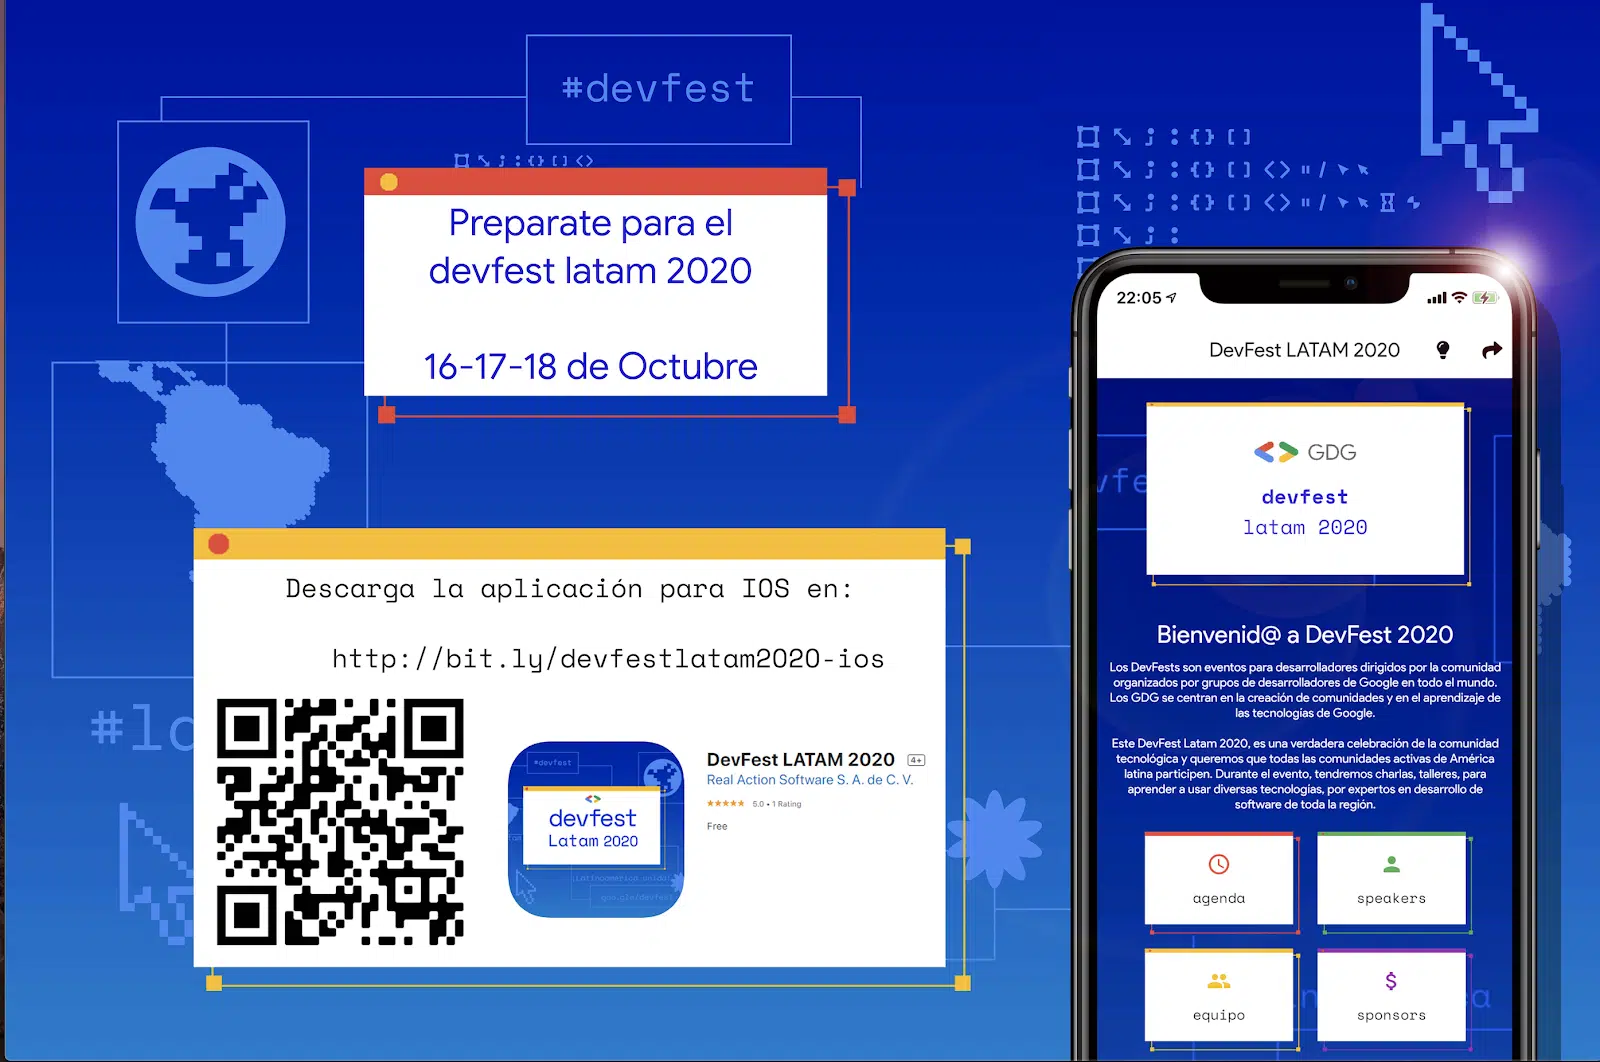 #devfest
Preparate para el
devfest latam 2020
16-17-18 de Octubre
Descarga la aplicación para IOS en:
http://bit.ly/devfestlatam2020-ios
#lo
#devfest
devfest
Latam 2020
DevFest LATAM 2020 4+
Real Action Software S. A. de C. V.
★★★★★ 5.0 • 1 Rating
Free
22:05
DevFest LATAM 2020
GDG
devfest
latam 2020
Bienvenid@ a DevFest 2020
Los DevFests son eventos para desarrolladores dirigidos por la comunidad
organizados por grupos de desarrolladores de Google en todo el mundo.
Los GDG se centran en la creación de comunidades y en el aprendizaje de
las tecnologías de Google.
Este DevFest Latam 2020, es una verdadera celebración de la comunidad
tecnológica y queremos que todas las comunidades activas de América
latina participen. Durante el evento, tendremos charlas, talleres, para
aprender a usar diversas tecnologías, por expertos en desarrollo de
software de toda la región.
agenda
speakers
equipo
sponsors